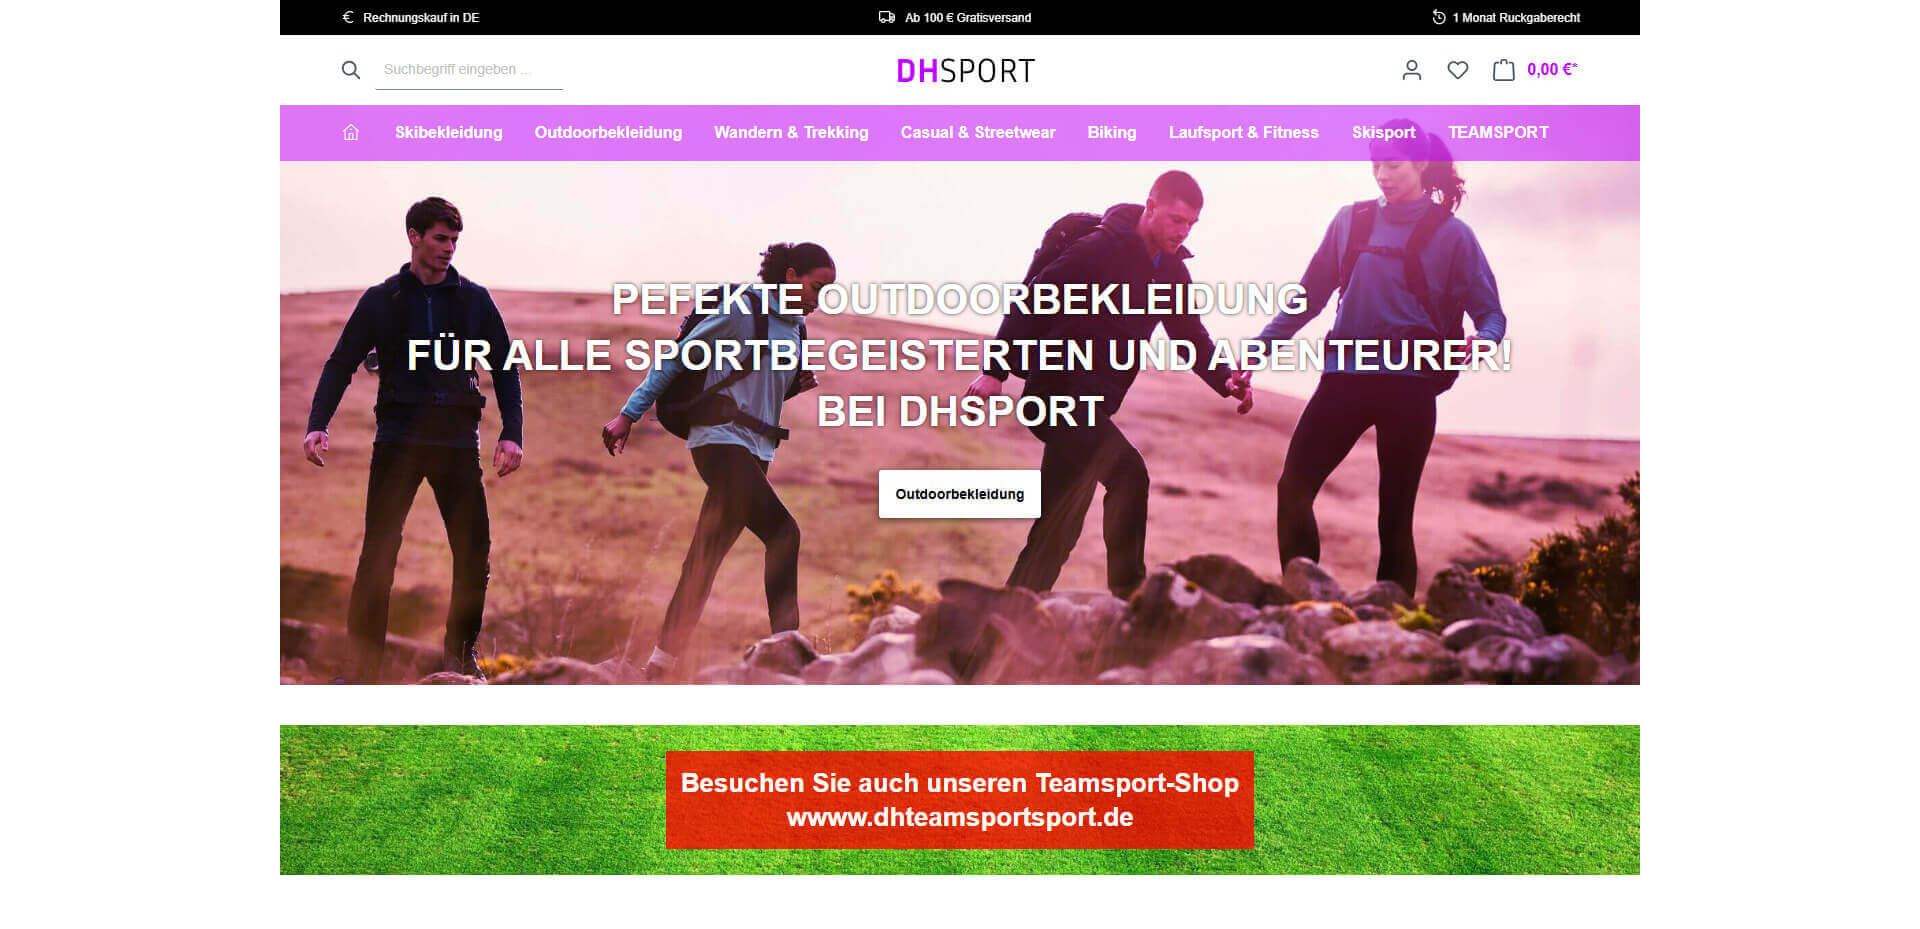 Rechnungskauf in DE
Ab 100 € Gratisversand
1 Monat Ruckgaberecht
Suchbegriff eingeben ...
DHSPORT
0,00 €*
Skibekleidung
Outdoorbekleidung
Wandern & Trekking
Casual & Streetwear
Biking
Laufsport & Fitness
Skisport
TEAMSPORT
PEFEKTE OUTDOORBEKLEIDUNG
FÜR ALLE SPORTBEGEISTERTEN UND ABENTEURER!
BEI DHSPORT
Outdoorbekleidung
Besuchen Sie auch unseren Teamsport-Shop
wwww.dhteamsportsport.de